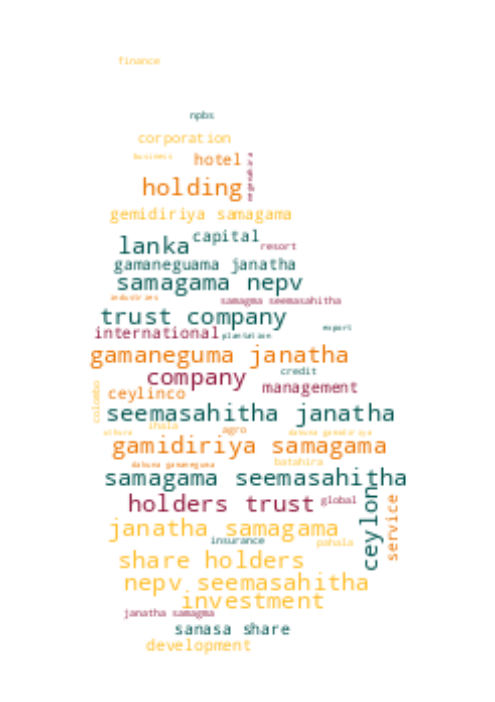 finance
npbs
corporation
business
hotel
holding
gemidiriya samagama
capital
lanka
resort
gamaneguama janatha
samagama nepv
industries
samagma seemasahitha
trust company
export
international
plantation
gamaneguma janatha
credit
company
management
ceylinco
colombo
seemasahitha janatha
ihala
agro
uthura
dakuna gamidiriya
gamidiriya samagama
batahira
dakuna gamaneguma
samagama seemasahitha
global
holders trust
ceylon
service
janatha samagama
insurance
pahala
share holders
nepv seemasahitha
investment
janatha samagma
sanasa share
development